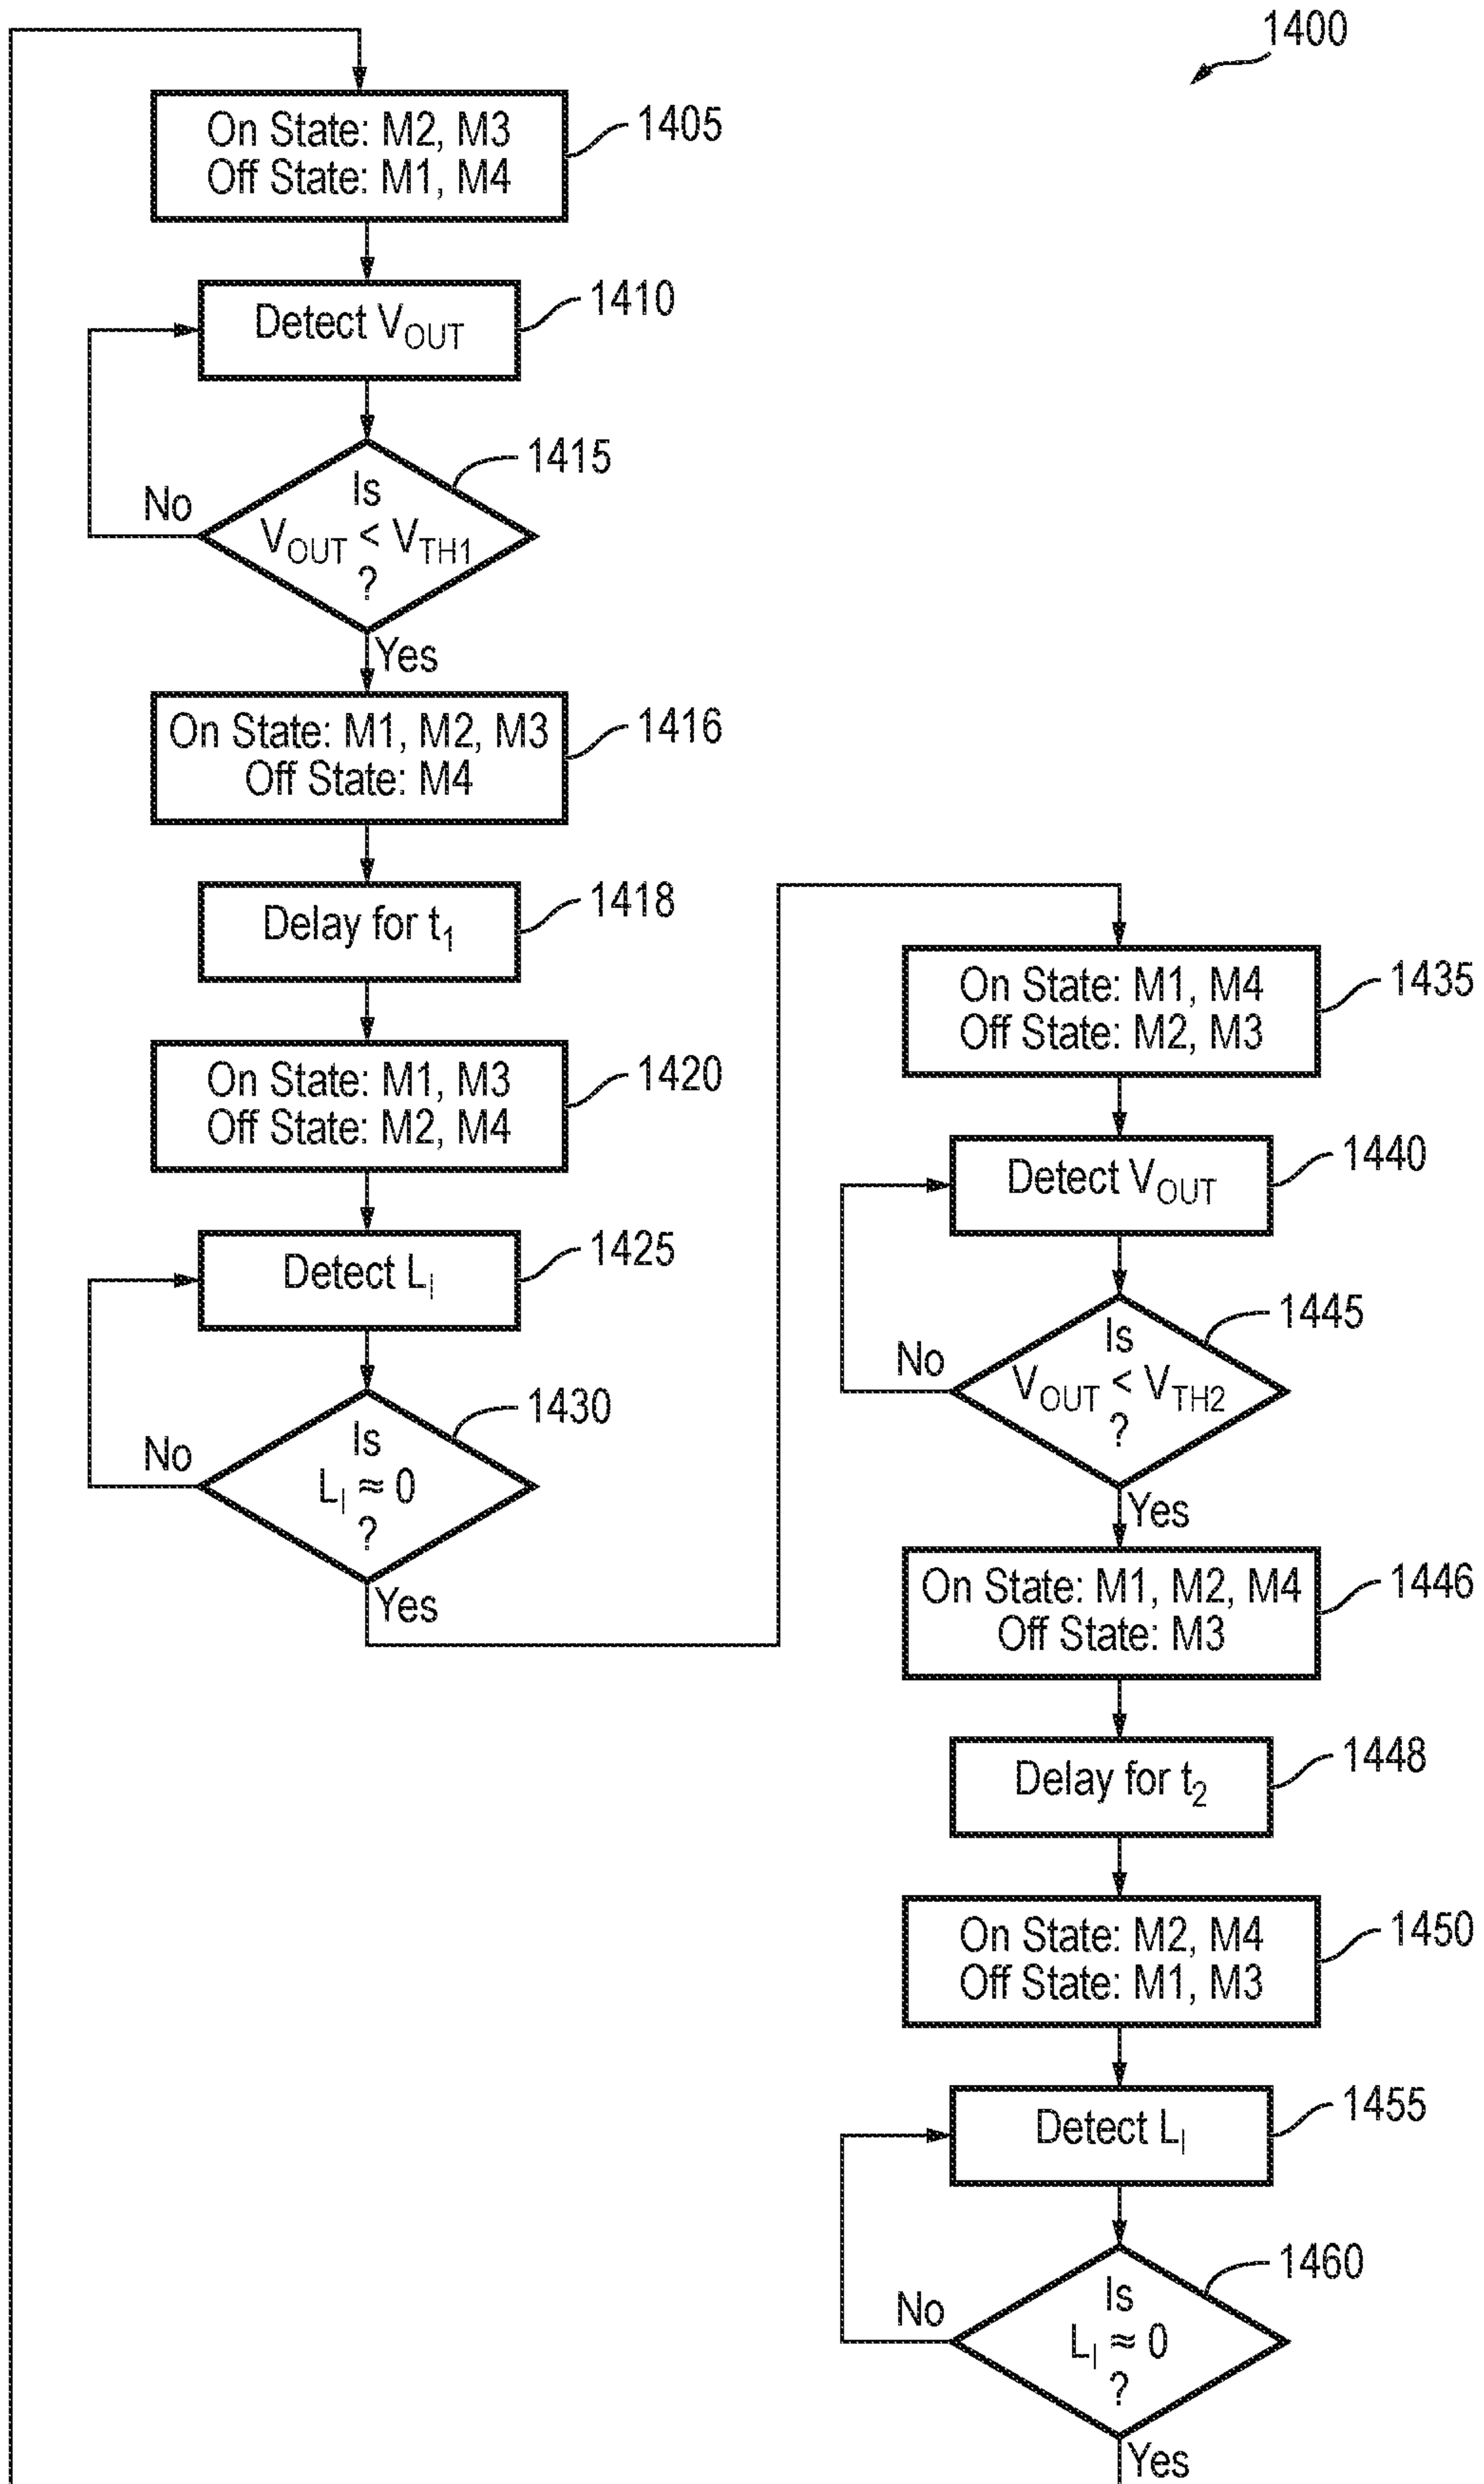 1400
On State: M2, M3
Off State: M1, M4
1405
Detect VOUT
1410
Is
VOUT < VTH1
?
1415
No
Yes
On State: M1, M2, M3
Off State: M4
1416
Delay for t1
1418
On State: M1, M3
Off State: M2, M4
1420
Detect LI
1425
Is
LI ≈ 0
?
1430
No
Yes
On State: M1, M4
Off State: M2, M3
1435
Detect VOUT
1440
Is
VOUT < VTH2
?
1445
No
Yes
On State: M1, M2, M4
Off State: M3
1446
Delay for t2
1448
On State: M2, M4
Off State: M1, M3
1450
Detect LI
1455
Is
LI ≈ 0
?
1460
No
Yes